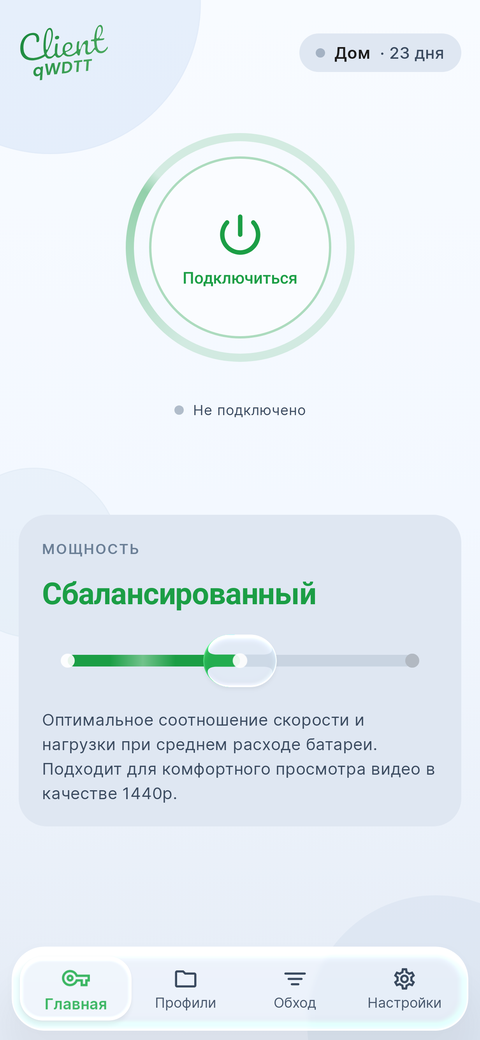 Client
qWDTT
Дом · 23 дня
Подключиться
Не подключено
МОЩНОСТЬ
Сбалансированный
Оптимальное соотношение скорости и
нагрузки при среднем расходе батареи.
Подходит для комфортного просмотра видео в
качестве 1440p.
Главная Профили Обход Настройки